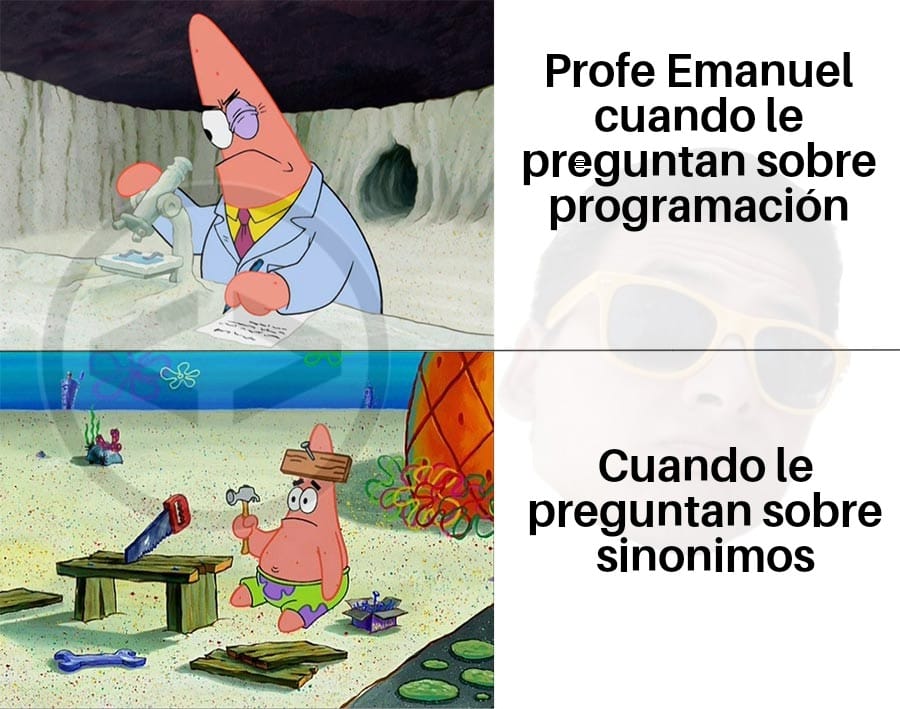 Profe Emanuel
cuando le
preguntan sobre
programación
Cuando le
preguntan sobre
sinonimos